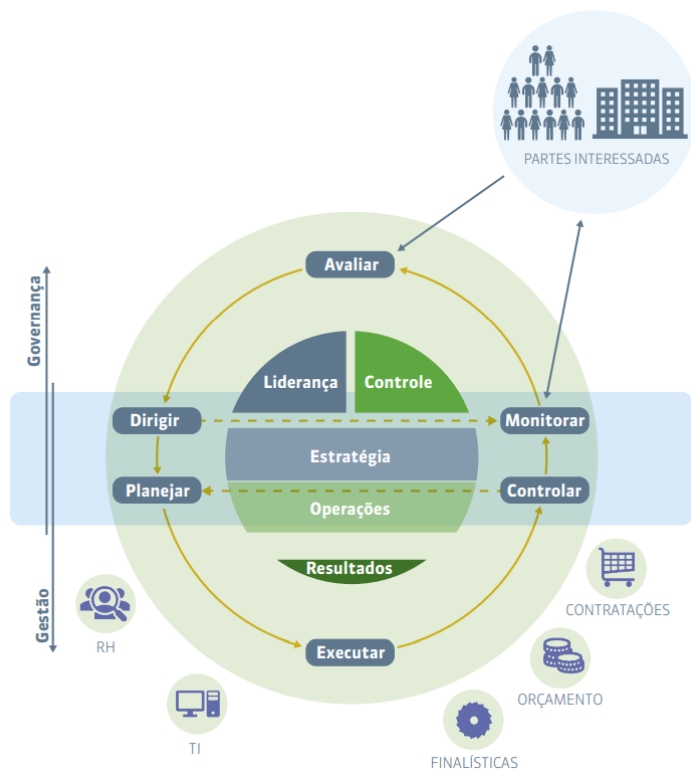 PARTES INTERESSADAS
Avaliar
Governança
Liderança
Controle
Dirigir
Monitorar
Estratégia
Planejar
Controlar
Operações
Resultados
Gestão
RH
CONTRATAÇÕES
Executar
ORÇAMENTO
TI
FINALÍSTICAS